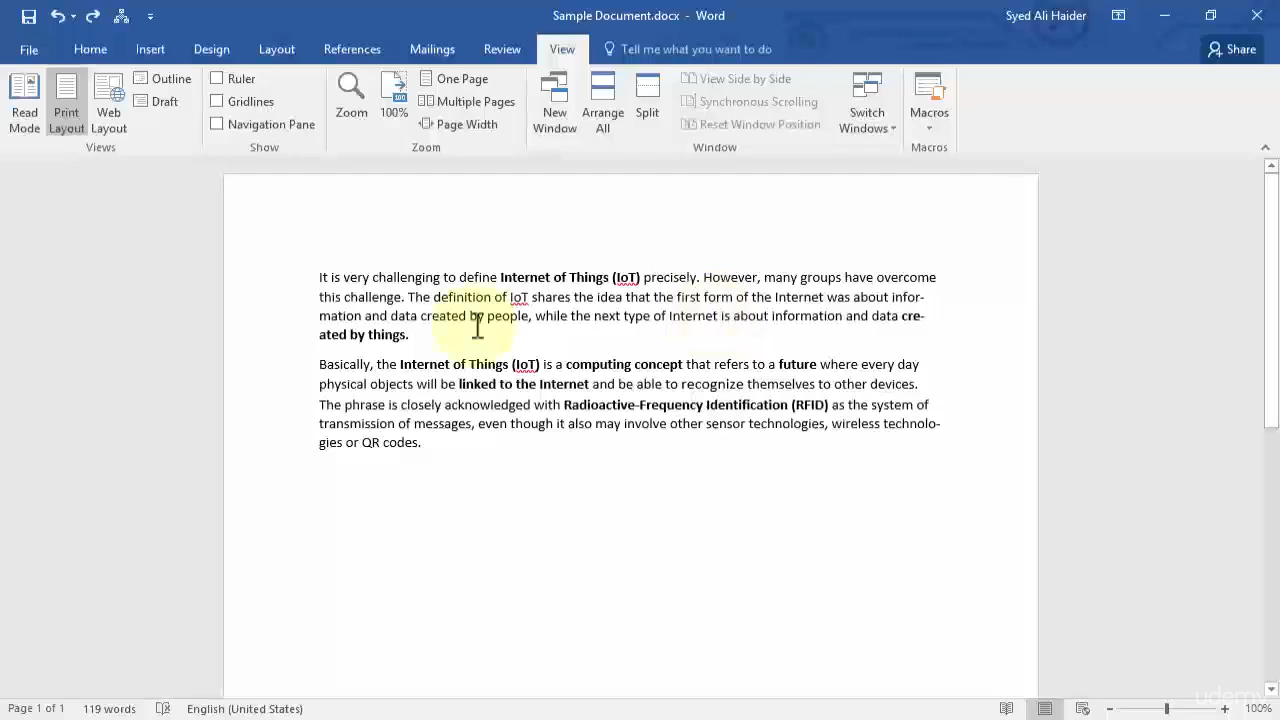 Sample Document.docx - Word
Syed Ali Haider
File Home Insert Design Layout References Mailings Review View Tell me what you want to do Share
Read Mode
Print Layout
Web Layout
Outline
Draft
Views
Ruler
Gridlines
Navigation Pane
Show
Zoom
100%
One Page
Multiple Pages
Page Width
Zoom
New Window
Arrange All
Split
View Side by Side
Synchronous Scrolling
Reset Window Position
Switch Windows
Window
Macros
Macros
It is very challenging to define Internet of Things (IoT) precisely. However, many groups have overcome
this challenge. The definition of IoT shares the idea that the first form of the Internet was about infor-
mation and data created by people, while the next type of Internet is about information and data cre-
ated by things.
Basically, the Internet of Things (IoT) is a computing concept that refers to a future where every day
physical objects will be linked to the Internet and be able to recognize themselves to other devices.
The phrase is closely acknowledged with Radioactive-Frequency Identification (RFID) as the system of
transmission of messages, even though it also may involve other sensor technologies, wireless technolo-
gies or QR codes.
Page 1 of 1 119 words English (United States) 100%
udemy